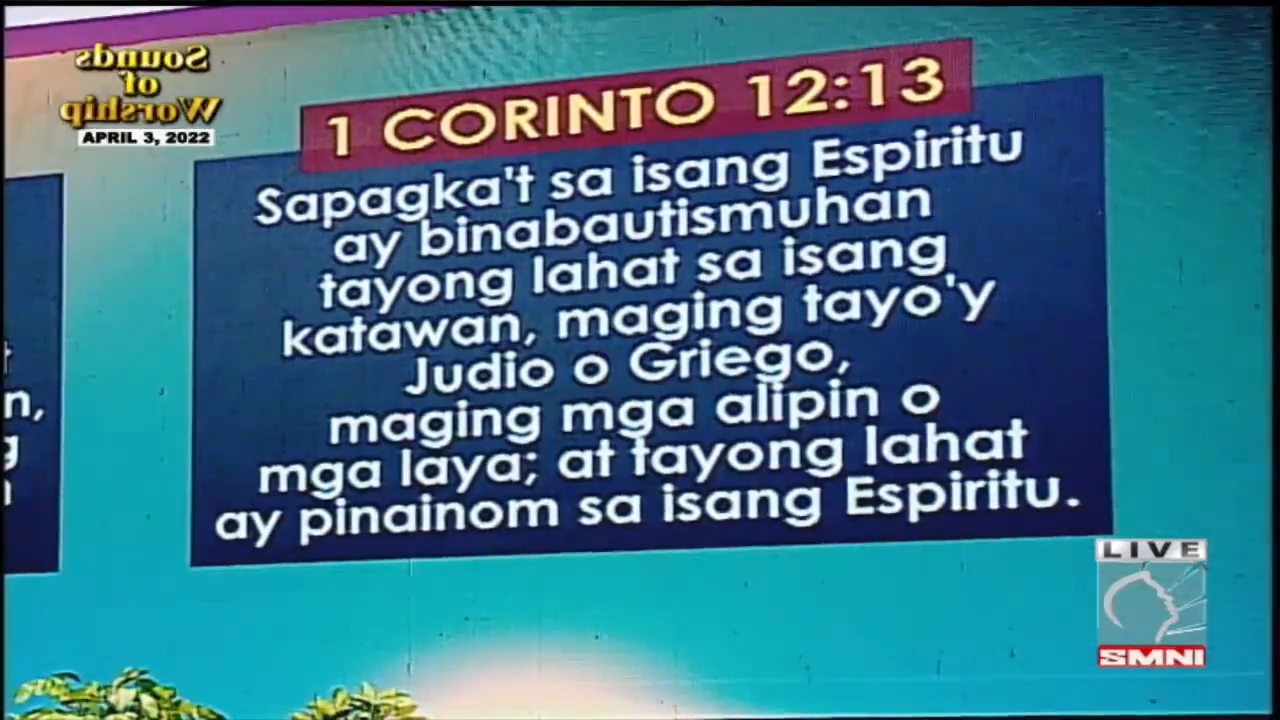 Sounds
of
Worship
APRIL 3, 2022
1 CORINTO 12:13
Sapagka't sa isang Espiritu
ay binabautismuhan
tayong lahat sa isang
katawan, maging tayo'y
Judio o Griego,
maging mga alipin o
mga laya; at tayong lahat
ay pinainom sa isang Espiritu.
n,
g
LIVE
SMNI